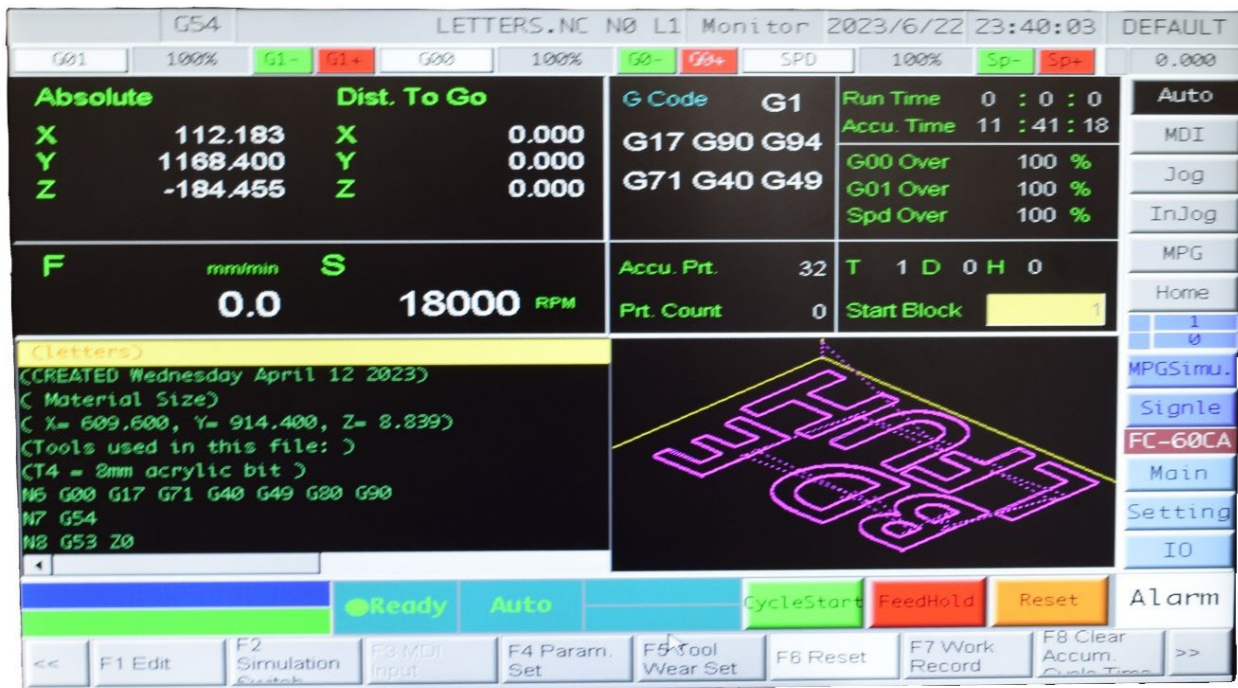 G54 LETTERS.NC N0 L1 Monitor 2023/6/22 23:40:03 DEFAULT
G01 100% G1- G1+ G00 100% G0- G0+ SPD 100% Sp- Sp+ 0.000
Absolute Dist. To Go
X 112.183 X 0.000
Y 1168.400 Y 0.000
Z -184.455 Z 0.000
G Code G1
G17 G90 G94
G71 G40 G49
Run Time 0 : 0 : 0
Accu. Time 11 : 41 : 18
G00 Over 100 %
G01 Over 100 %
Spd Over 100 %
F mm/min S
0.0 18000 RPM
Accu. Prt. 32
Prt. Count 0
T 1 D 0 H 0
Start Block 1
(letters)
(CREATED Wednesday April 12 2023)
( Material Size)
( X= 609.600, Y= 914.400, Z= 8.839)
(Tools used in this file: )
(T4 = 8mm acrylic bit )
N6 G00 G17 G71 G40 G49 G80 G90
N7 G54
N8 G53 Z0
Auto
MDI
Jog
InJog
MPG
Home
1
0
MPGSimu.
Signle
FC-60CA
Main
Setting
IO
Ready Auto CycleStart FeedHold Reset Alarm
<< F1 Edit
F2
Simulation
Switch
F3 MDI
Input
F4 Param.
Set
F5 Tool
Wear Set
F6 Reset
F7 Work
Record
F8 Clear
Accum.
Cycle Time
>>